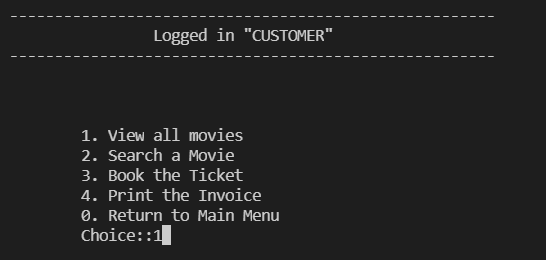 ------------------------------------------------------
Logged in "CUSTOMER"
------------------------------------------------------
1. View all movies
2. Search a Movie
3. Book the Ticket
4. Print the Invoice
0. Return to Main Menu
Choice::1